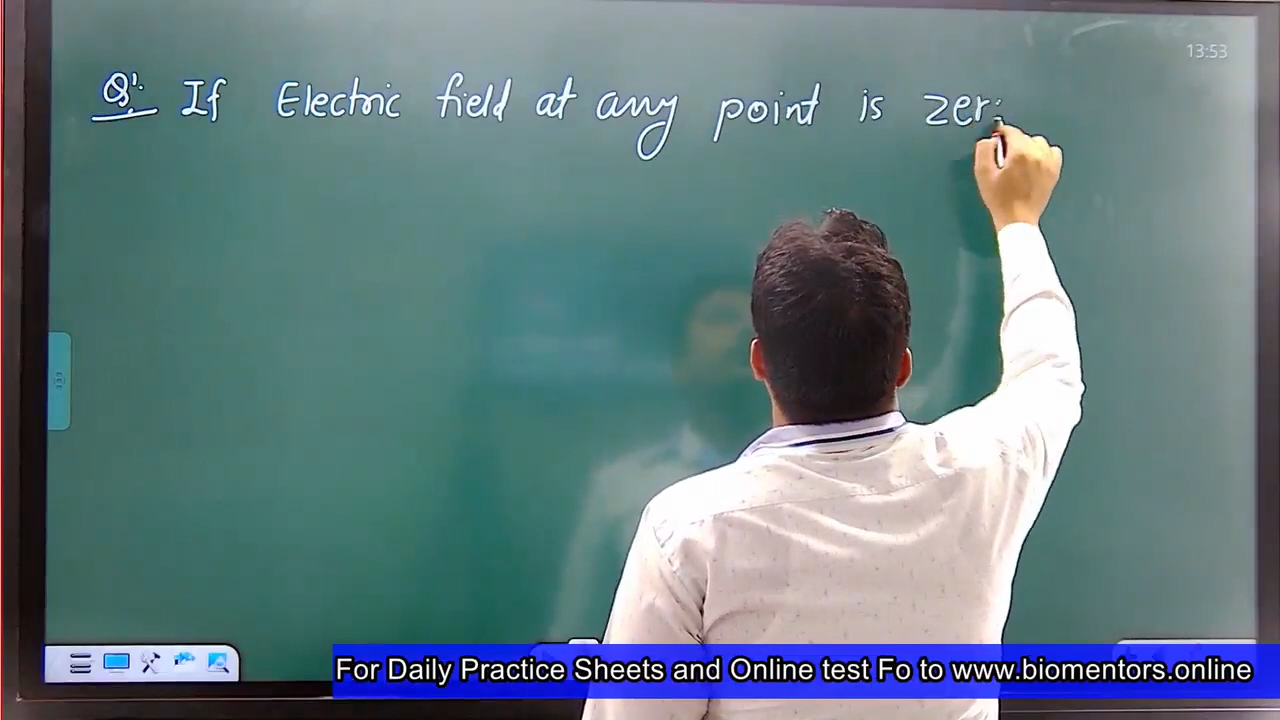 13:53
Q'. If Electric field at any point is zer
For Daily Practice Sheets and Online test Fo to www.biomentors.online